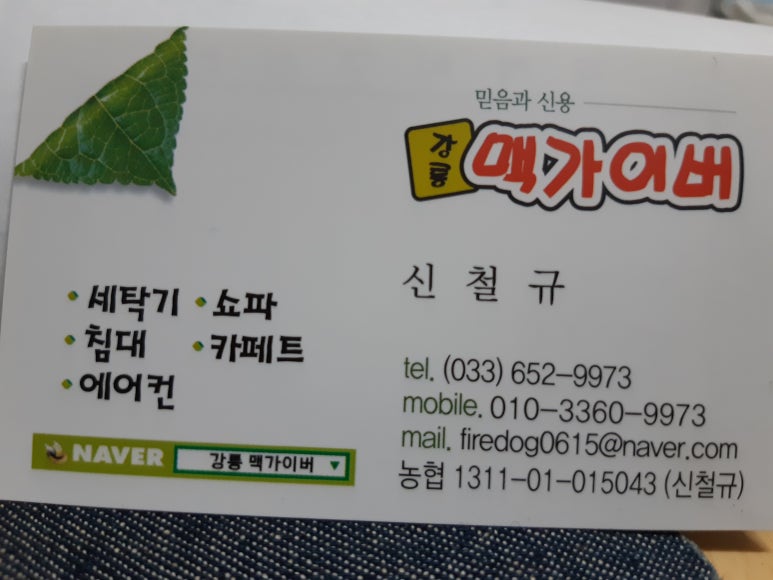 믿음과 신용
강릉 맥가이버
신 철 규
• 세탁기 • 쇼파
• 침대 • 카페트
• 에어컨
NAVER 강릉 맥가이버 ▼
tel. (033) 652-9973
mobile. 010-3360-9973
mail. firedog0615@naver.com
농협 1311-01-015043 (신철규)